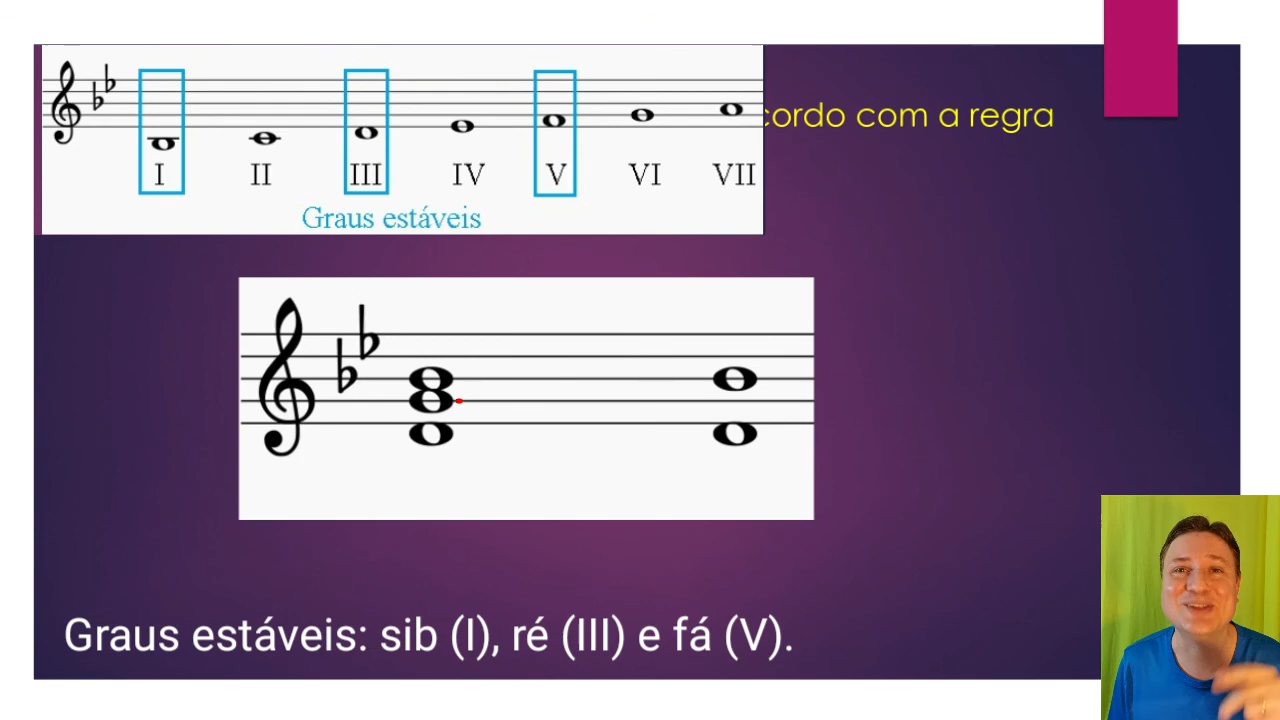 cordo com a regra
I II III IV V VI VII
Graus estáveis
Graus estáveis: sib (I), ré (III) e fá (V).